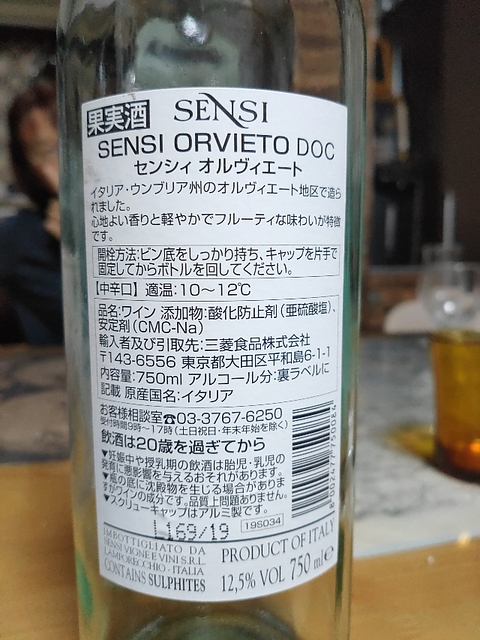 果実酒 SENSI
SENSI ORVIETO DOC
センシィ オルヴィエート
イタリア・ウンブリア州のオルヴィエート地区で造ら
れました。
心地よい香りと軽やかでフルーティな味わいが特徴
です。
開栓方法:ビン底をしっかり持ち、キャップを片手で
固定してからボトルを回してください。
【中辛口】 適温:10～12℃
品名:ワイン 添加物:酸化防止剤(亜硫酸塩)、
安定剤(CMC-Na)
輸入者及び引取先:三菱食品株式会社
〒143-6556 東京都大田区平和島6-1-1
内容量:750ml アルコール分:裏ラベルに
記載 原産国名:イタリア
お客様相談室☎03-3767-6250
受付時間9時～17時(土日祝日・年末年始を除く)
飲酒は20歳を過ぎてから
▼妊娠中や授乳期の飲酒は胎児・乳児の
発育に悪影響を与えるおそれがあります。
▼瓶の底に沈殿物を生じる場合がありま
すがワインの成分です。品質上問題ありません。
▼スクリューキャップはアルミ製です。
L169/19
19S034
IMBOTTIGLIATO DA
SENSI VIGNE E VINI S.R.L.
LAMPORECCHIO - ITALIA
CONTAINS SULPHITES
PRODUCT OF ITALY
12,5% VOL 750 ml e